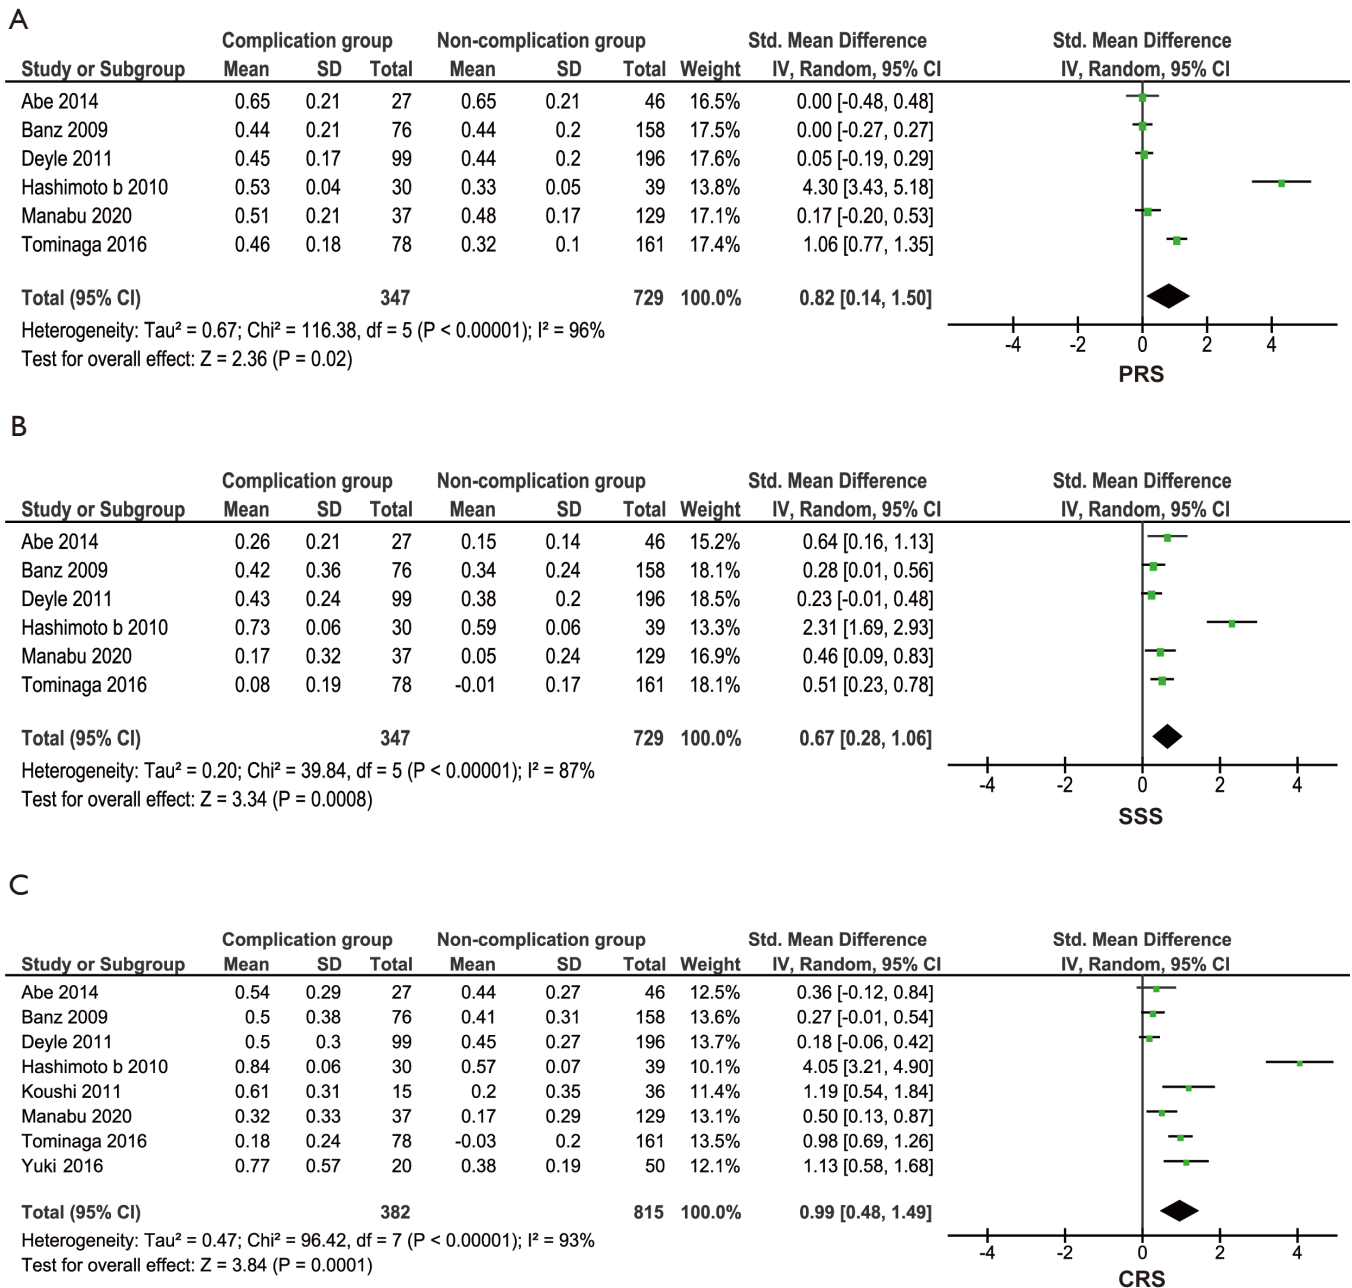 A
Complication group Non-complication group Std. Mean Difference Std. Mean Difference
Study or Subgroup Mean SD Total Mean SD Total Weight IV, Random, 95% CI IV, Random, 95% CI
Abe 2014 0.65 0.21 27 0.65 0.21 46 16.5% 0.00 [-0.48, 0.48]
Banz 2009 0.44 0.21 76 0.44 0.2 158 17.5% 0.00 [-0.27, 0.27]
Deyle 2011 0.45 0.17 99 0.44 0.2 196 17.6% 0.05 [-0.19, 0.29]
Hashimoto b 2010 0.53 0.04 30 0.33 0.05 39 13.8% 4.30 [3.43, 5.18]
Manabu 2020 0.51 0.21 37 0.48 0.17 129 17.1% 0.17 [-0.20, 0.53]
Tominaga 2016 0.46 0.18 78 0.32 0.1 161 17.4% 1.06 [0.77, 1.35]
Total (95% CI) 347 729 100.0% 0.82 [0.14, 1.50]
Heterogeneity: Tau² = 0.67; Chi² = 116.38, df = 5 (P < 0.00001); I² = 96%
Test for overall effect: Z = 2.36 (P = 0.02)
-4 -2 0 2 4
PRS
B
Complication group Non-complication group Std. Mean Difference Std. Mean Difference
Study or Subgroup Mean SD Total Mean SD Total Weight IV, Random, 95% CI IV, Random, 95% CI
Abe 2014 0.26 0.21 27 0.15 0.14 46 15.2% 0.64 [0.16, 1.13]
Banz 2009 0.42 0.36 76 0.34 0.24 158 18.1% 0.28 [0.01, 0.56]
Deyle 2011 0.43 0.24 99 0.38 0.2 196 18.5% 0.23 [-0.01, 0.48]
Hashimoto b 2010 0.73 0.06 30 0.59 0.06 39 13.3% 2.31 [1.69, 2.93]
Manabu 2020 0.17 0.32 37 0.05 0.24 129 16.9% 0.46 [0.09, 0.83]
Tominaga 2016 0.08 0.19 78 -0.01 0.17 161 18.1% 0.51 [0.23, 0.78]
Total (95% CI) 347 729 100.0% 0.67 [0.28, 1.06]
Heterogeneity: Tau² = 0.20; Chi² = 39.84, df = 5 (P < 0.00001); I² = 87%
Test for overall effect: Z = 3.34 (P = 0.0008)
-4 -2 0 2 4
SSS
C
Complication group Non-complication group Std. Mean Difference Std. Mean Difference
Study or Subgroup Mean SD Total Mean SD Total Weight IV, Random, 95% CI IV, Random, 95% CI
Abe 2014 0.54 0.29 27 0.44 0.27 46 12.5% 0.36 [-0.12, 0.84]
Banz 2009 0.5 0.38 76 0.41 0.31 158 13.6% 0.27 [-0.01, 0.54]
Deyle 2011 0.5 0.3 99 0.45 0.27 196 13.7% 0.18 [-0.06, 0.42]
Hashimoto b 2010 0.84 0.06 30 0.57 0.07 39 10.1% 4.05 [3.21, 4.90]
Koushi 2011 0.61 0.31 15 0.2 0.35 36 11.4% 1.19 [0.54, 1.84]
Manabu 2020 0.32 0.33 37 0.17 0.29 129 13.1% 0.50 [0.13, 0.87]
Tominaga 2016 0.18 0.24 78 -0.03 0.2 161 13.5% 0.98 [0.69, 1.26]
Yuki 2016 0.77 0.57 20 0.38 0.19 50 12.1% 1.13 [0.58, 1.68]
Total (95% CI) 382 815 100.0% 0.99 [0.48, 1.49]
Heterogeneity: Tau² = 0.47; Chi² = 96.42, df = 7 (P < 0.00001); I² = 93%
Test for overall effect: Z = 3.84 (P = 0.0001)
-4 -2 0 2 4
CRS